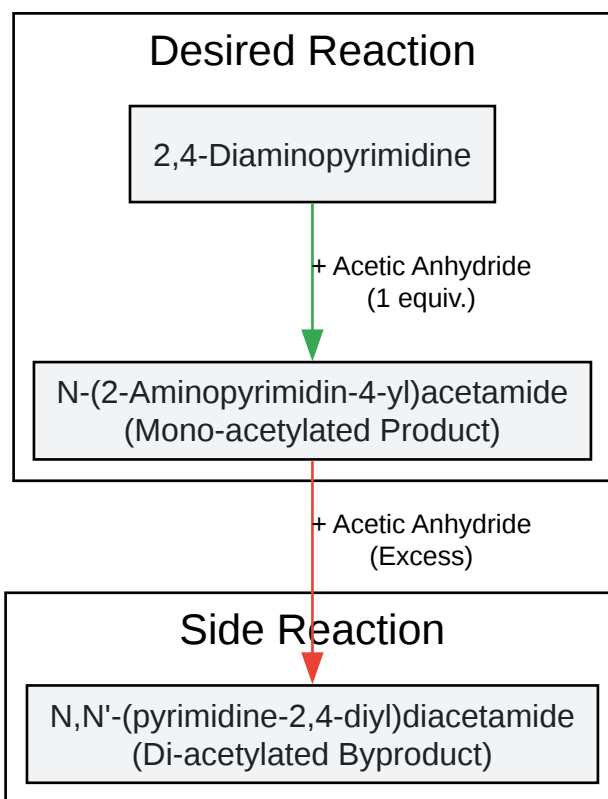 Desired Reaction
2,4-Diaminopyrimidine
+ Acetic Anhydride
(1 equiv.)
N-(2-Aminopyrimidin-4-yl)acetamide
(Mono-acetylated Product)
+ Acetic Anhydride
(Excess)
Side Reaction
N,N'-(pyrimidine-2,4-diyl)diacetamide
(Di-acetylated Byproduct)